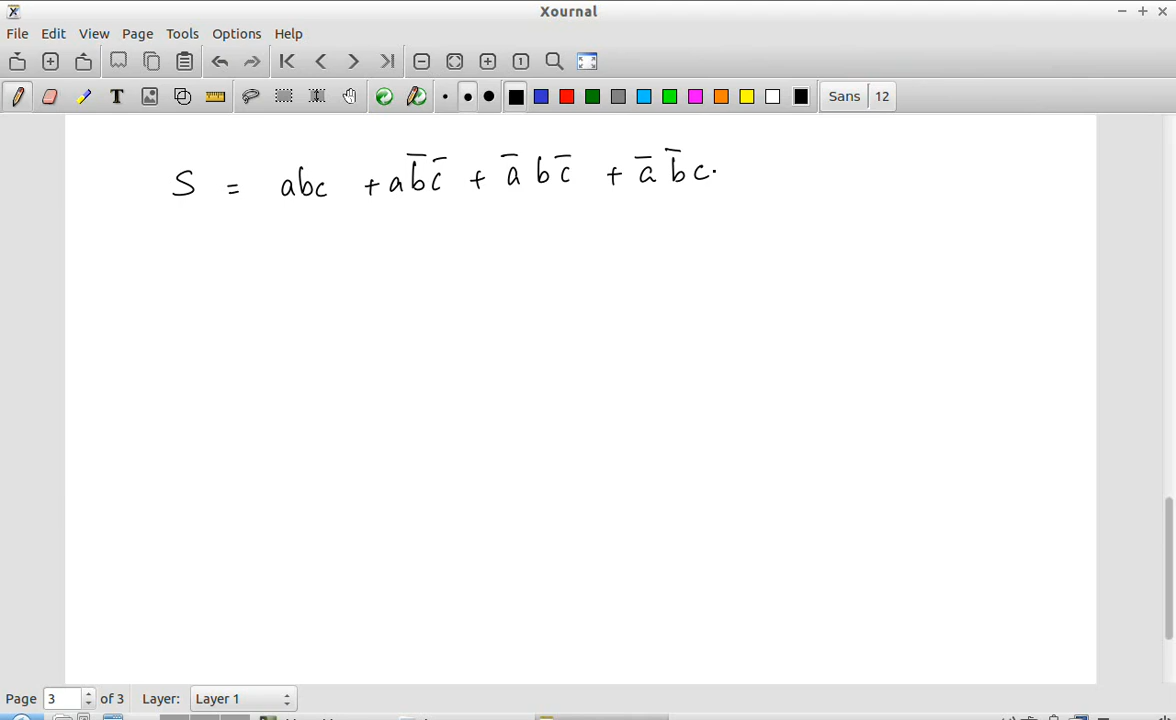 Xournal
File Edit View Page Tools Options Help
T Sans 12
S = abc + ab̅c̅ + a̅bc̅ + a̅b̅c.
Page 3 of 3 Layer: Layer 1